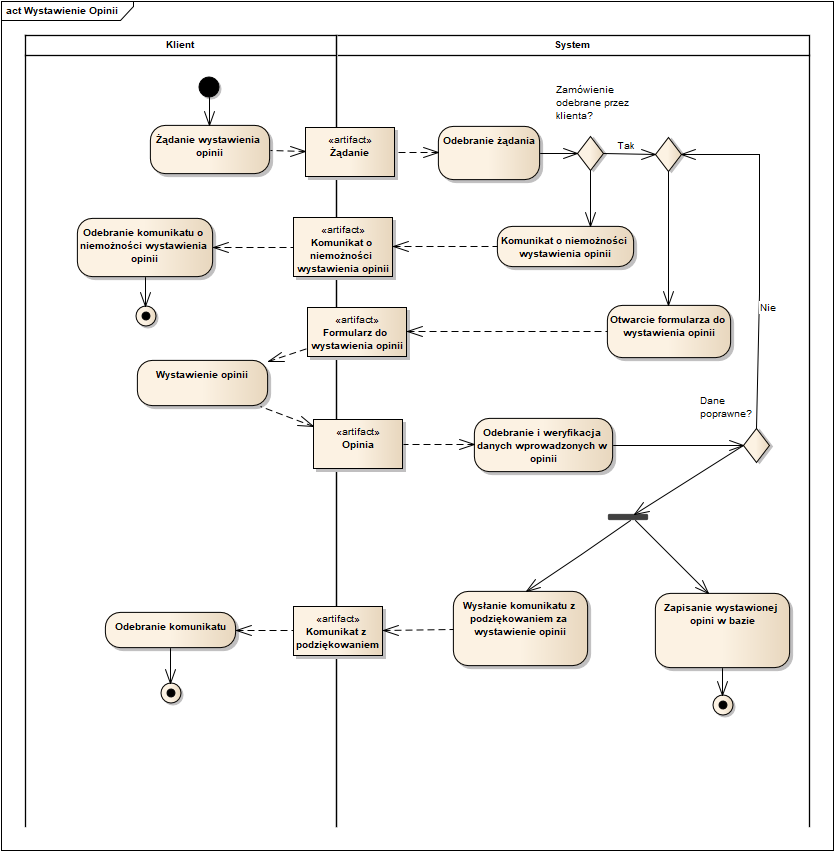 act Wystawienie Opinii
Klient
System
Zamówienie
odebrane przez
klienta?
Żądanie wystawienia
opinii
«artifact»
Żądanie
Odebranie żądania
Tak
Odebranie komunikatu o
niemożności wystawienia
opinii
«artifact»
Komunikat o
niemożności
wystawienia opinii
Komunikat o niemożności
wystawienia opinii
Nie
«artifact»
Formularz do
wystawienia opinii
Otwarcie formularza do
wystawienia opinii
Wystawienie opinii
Dane
poprawne?
«artifact»
Opinia
Odebranie i weryfikacja
danych wprowadzonych w
opinii
Wysłanie komunikatu z
podziękowaniem za
wystawienie opinii
Zapisanie wystawionej
opini w bazie
Odebranie komunikatu
«artifact»
Komunikat z
podziękowaniem